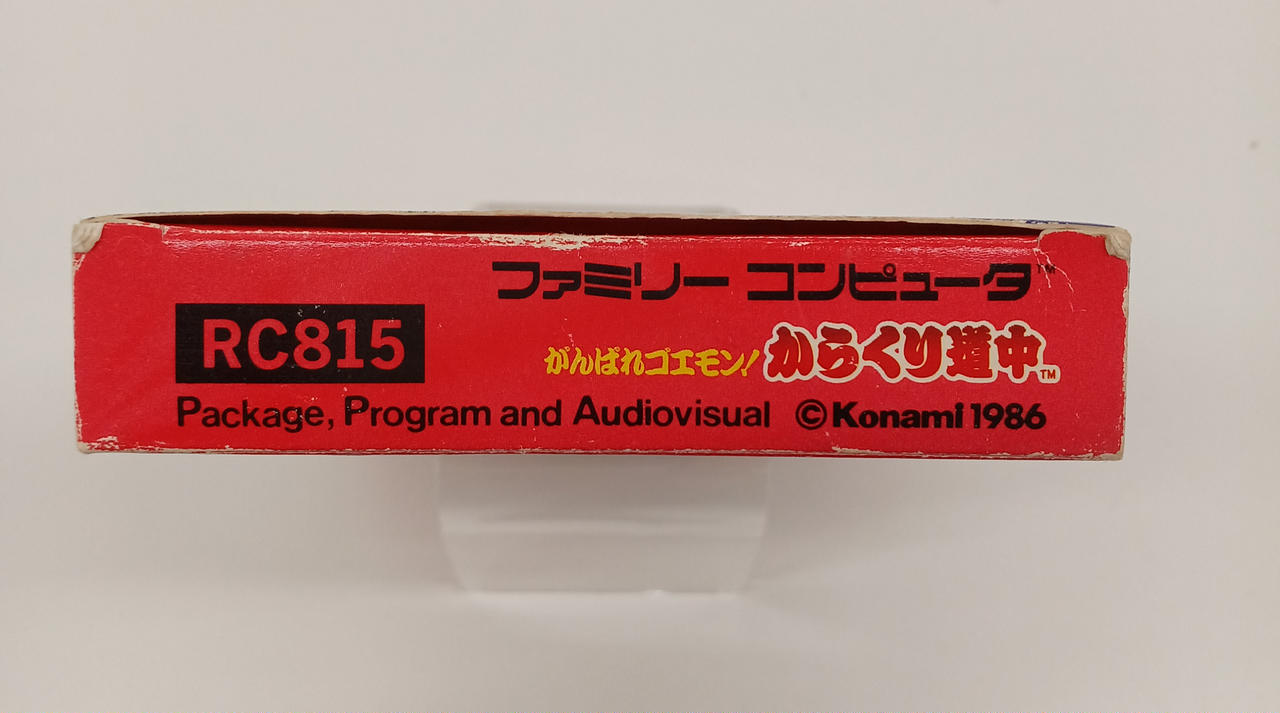 ファミリー コンピュータ™
RC815
がんばれゴエモン! からくり道中™
Package, Program and Audiovisual ©Konami 1986